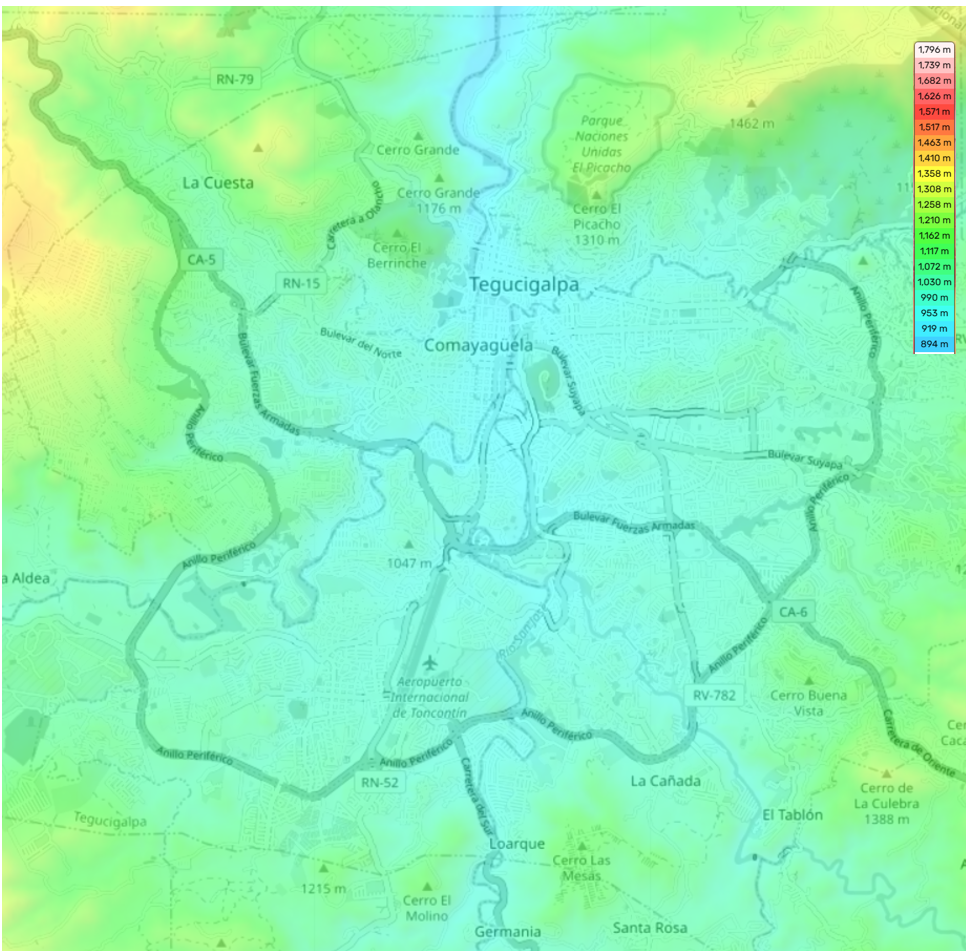 RN-79
1,796 m
1,739 m
1,682 m
1,626 m
1,571 m
1,517 m
1,463 m
1,410 m
1,358 m
1,308 m
1,258 m
1,210 m
1,162 m
1,117 m
1,072 m
1,030 m
990 m
953 m
919 m
894 m
1462 m
Parque
Naciones
Unidas
El Picacho
Cerro Grande
La Cuesta
Cerro Grande
1176 m
Carretera a Olancho
Cerro El
Picacho
1310 m
Cerro El
Berrinche
CA-5
RN-15
Tegucigalpa
Anillo Periférico
Bulevar del Norte
Comayagüela
Bulevar Suyapa
Bulevar Fuerzas Armadas
Anillo Periférico
Bulevar Suyapa
Anillo Periférico
Bulevar Fuerzas Armadas
Anillo Periférico
1047 m
a Aldea
CA-6
Anillo Periférico
Aeropuerto
Internacional
de Toncontín
RV-782
Cerro Buena
Vista
Anillo Periférico
Carretera de Oriente
Anillo Periférico
Anillo Periférico
RN-52
La Cañada
Carretera del Sur
Cerro de
La Culebra
1388 m
Tegucigalpa
El Tablón
Loarque
Cerro Las
Mesas
1215 m
Cerro El
Molino
Germania
Santa Rosa